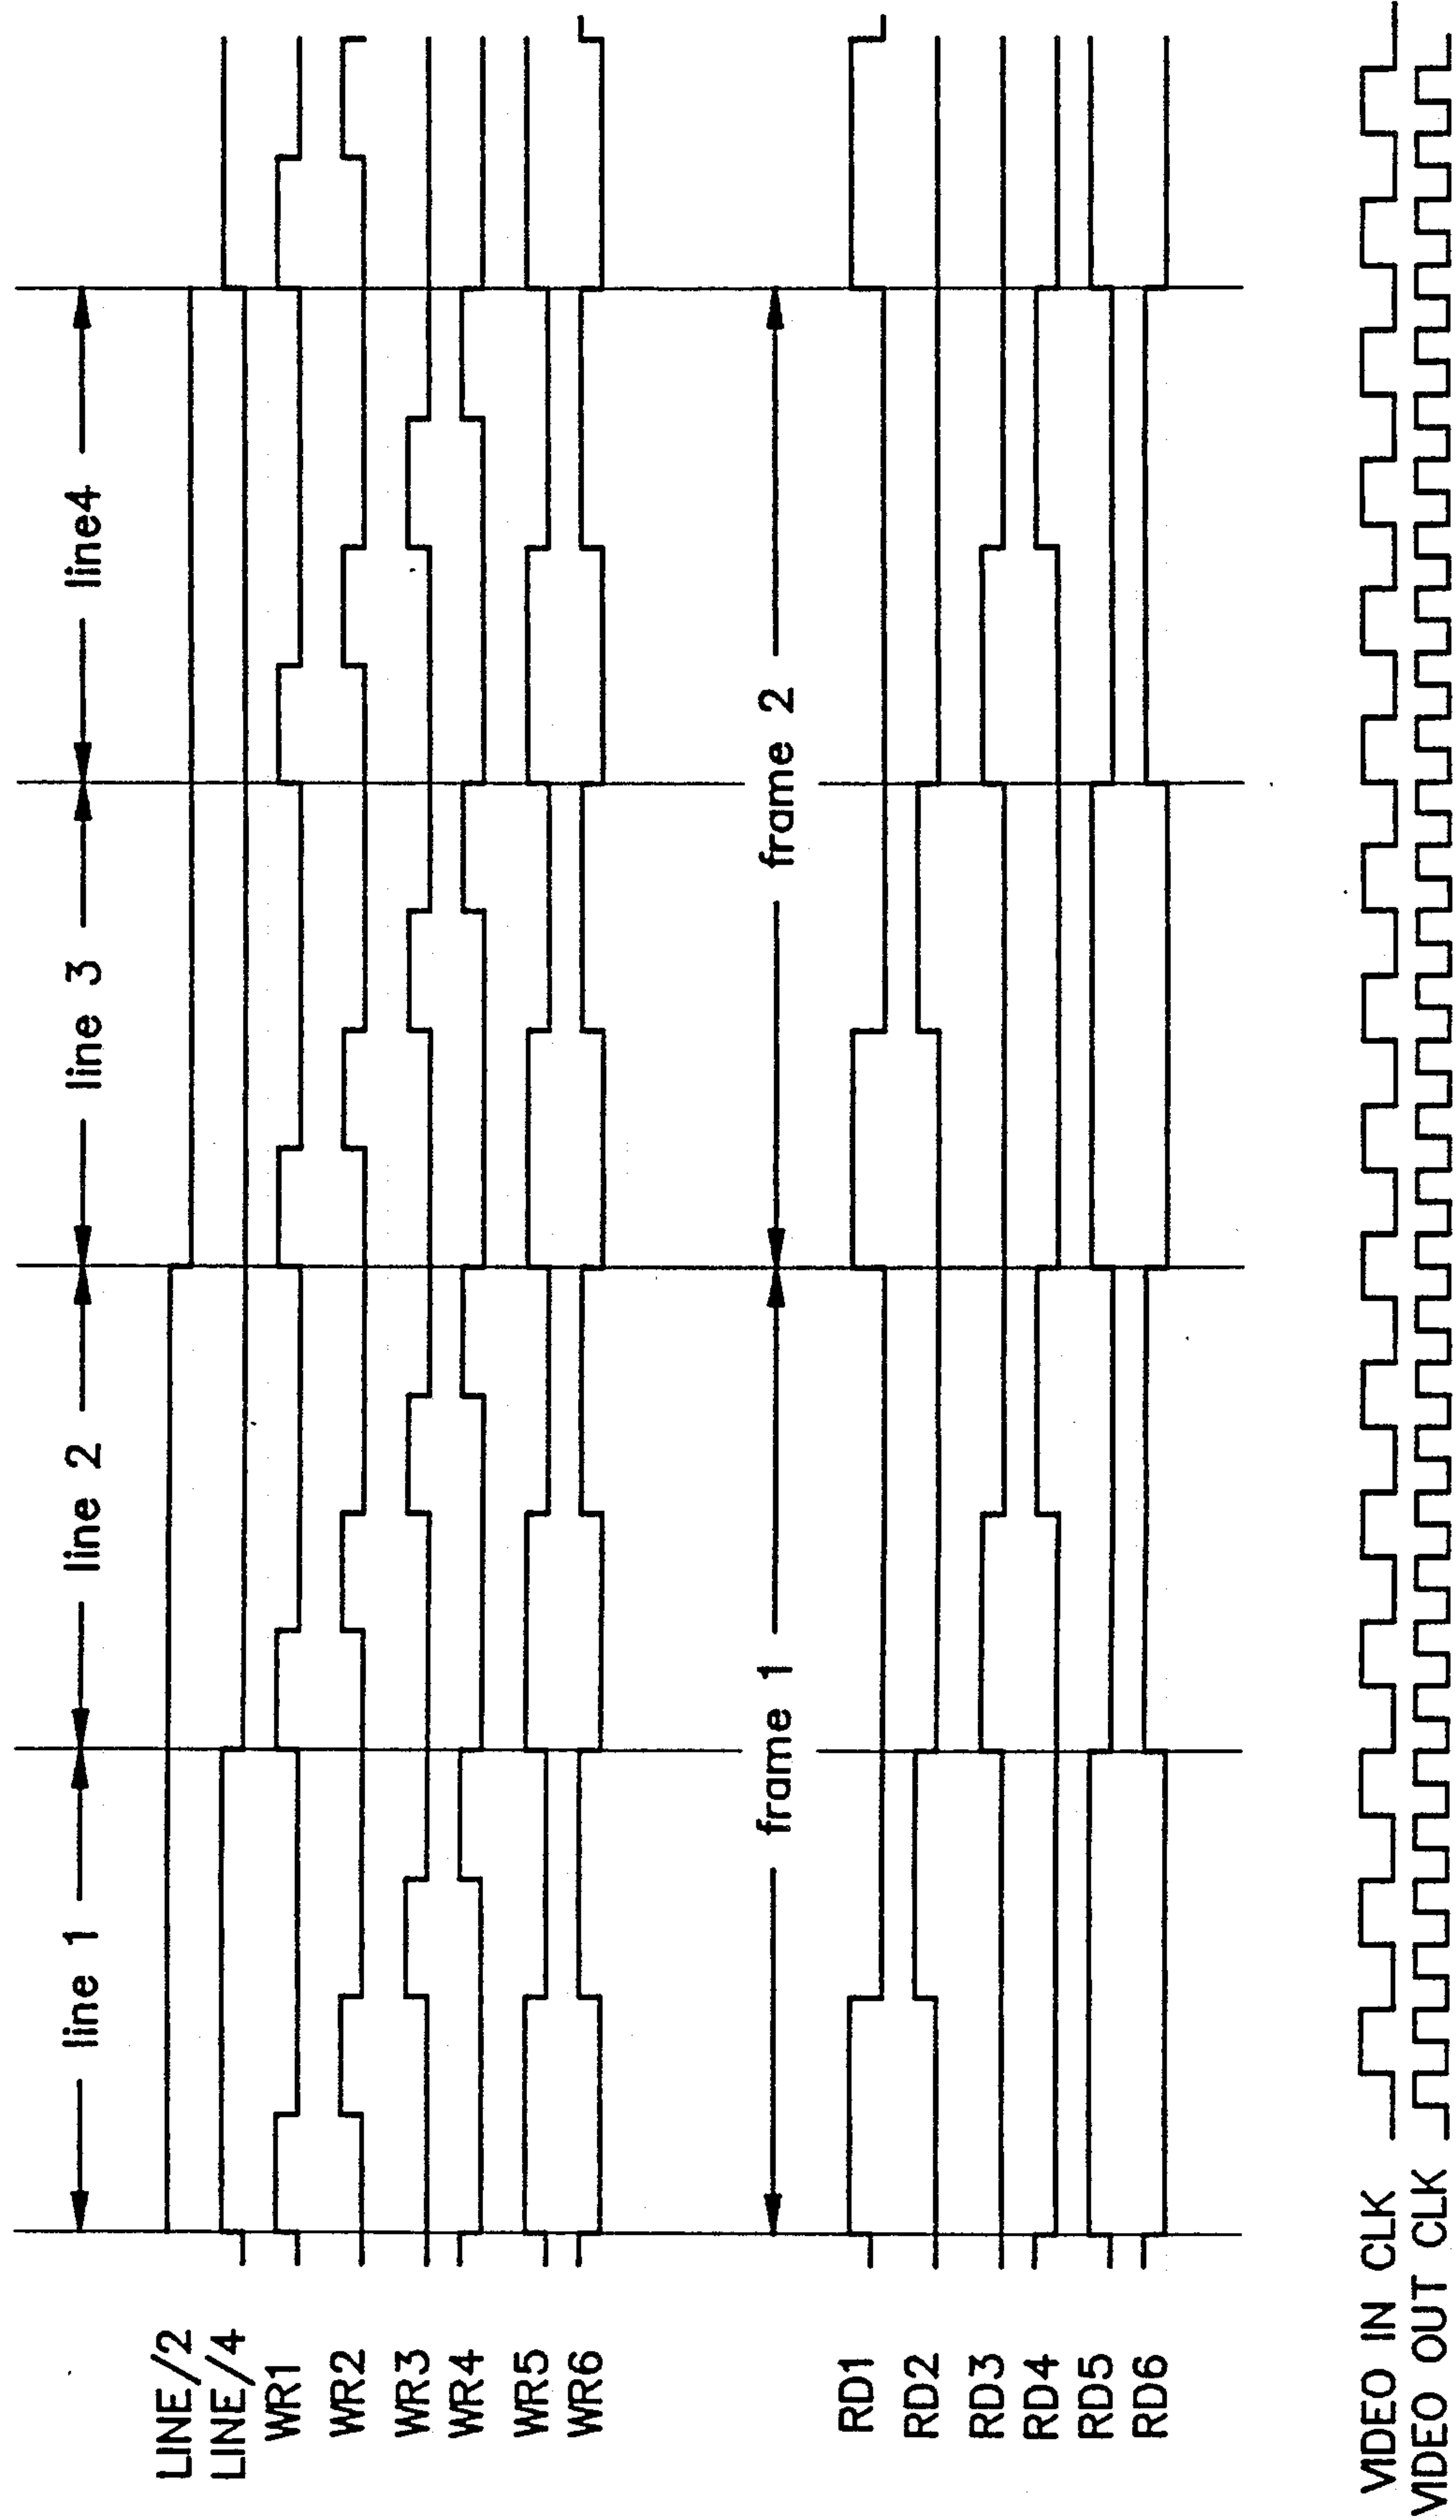 line 1
line 2
line 3
line4
LINE/2
LINE/4
WR1
WR2
WR3
WR4
WR5
WR6
frame 1
frame 2
RD1
RD2
RD3
RD4
RD5
RD6
VIDEO IN CLK
VIDEO OUT CLK